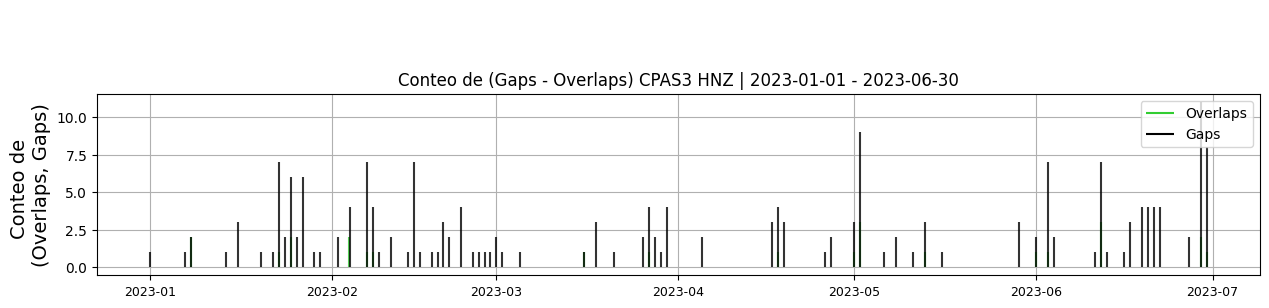 Conteo de (Gaps - Overlaps) CPAS3 HNZ | 2023-01-01 - 2023-06-30
Conteo de
(Overlaps, Gaps)
10.0
7.5
5.0
2.5
0.0
Overlaps
Gaps
2023-01
2023-02
2023-03
2023-04
2023-05
2023-06
2023-07